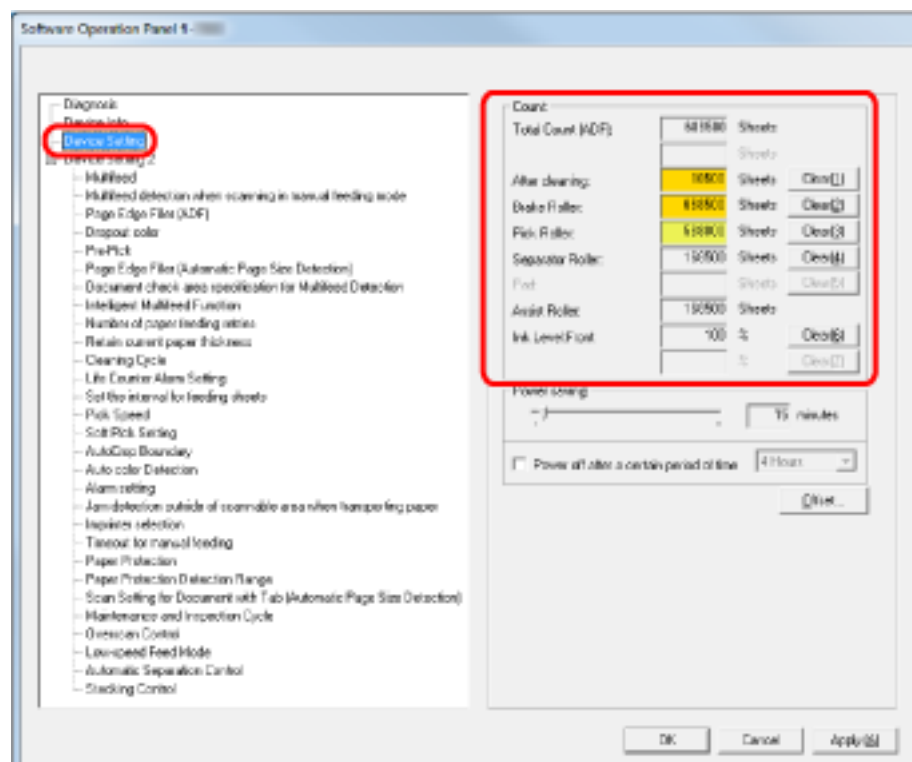 Software Operation Panel fi-
Diagnosis
Device Info
Device Setting
Device Setting 2
Multifeed
Multifeed detection when scanning in manual feeding mode
Page Edge Filler (ADF)
Dropout color
Pre-Pick
Page Edge Filler (Automatic Page Size Detection)
Document check area specification for Multifeed Detection
Intelligent Multifeed Function
Number of paper feeding retries
Retain current paper thickness
Cleaning Cycle
Life Counter Alarm Setting
Set the interval for feeding sheets
Pick Speed
Soft Pick Setting
AutoCrop Boundary
Auto color Detection
Alarm setting
Jam detection outside of scannable area when transporting paper
Imprinter selection
Timeout for manual feeding
Paper Protection
Paper Protection Detection Range
Scan Setting for Document with Tab (Automatic Page Size Detection)
Maintenance and Inspection Cycle
Overscan Control
Low-speed Feed Mode
Automatic Separation Control
Stacking Control
Count
Total Count (ADF): Sheets
Sheets
After cleaning: 10500 Sheets Clear(1)
Brake Roller: Sheets Clear(2)
Pick Roller: Sheets Clear(3)
Separator Roller: Sheets Clear(4)
Pad: Sheets Clear(5)
Assist Roller: Sheets
Ink Level:Front 100 % Clear(6)
% Clear(7)
Power saving
15 minutes
Power off after a certain period of time 4 Hours
Offset...
OK Cancel Apply(A)